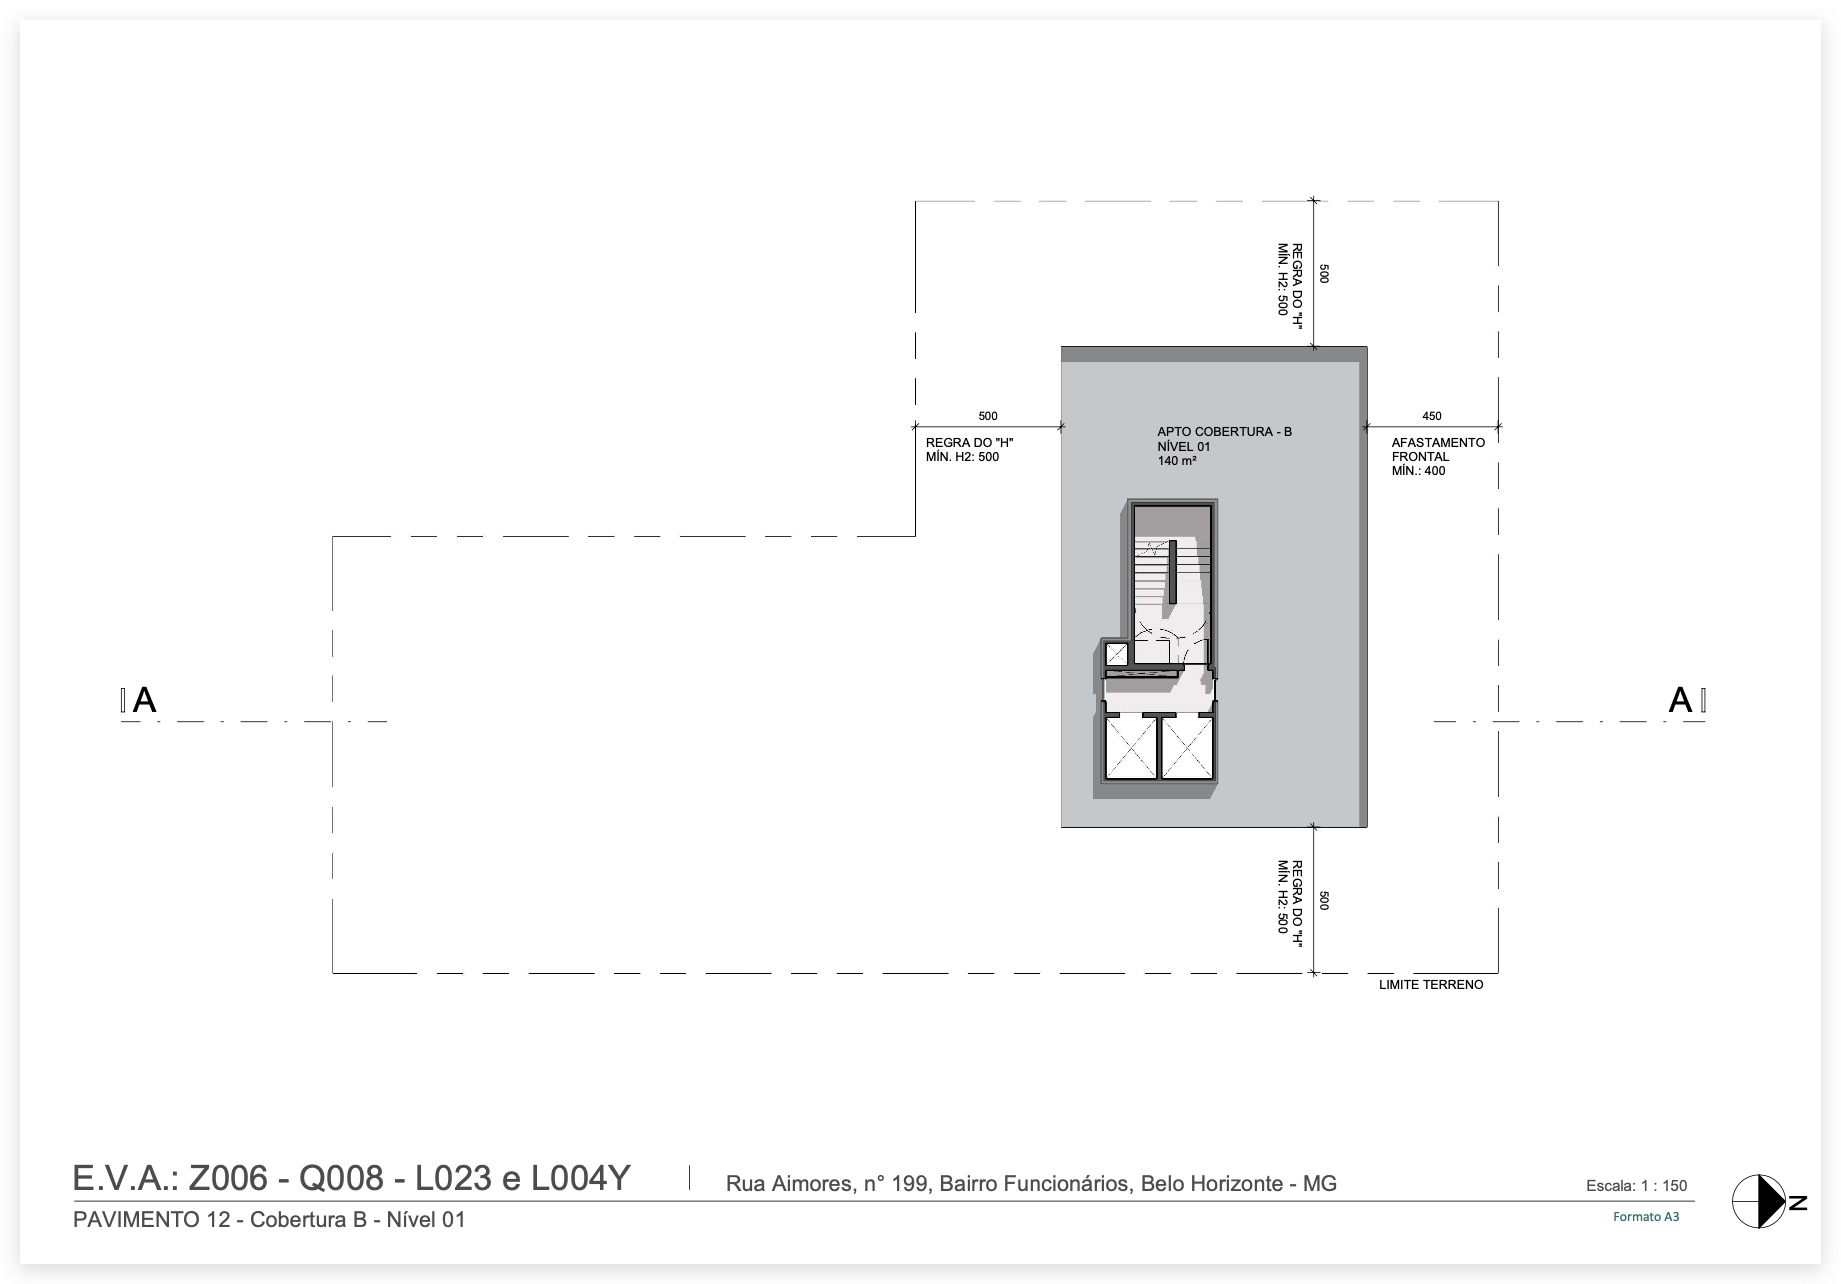 500
REGRA DO "H"
MÍN. H2: 500
500
REGRA DO "H"
MÍN. H2: 500
APTO COBERTURA - B
NÍVEL 01
140 m²
450
AFASTAMENTO
FRONTAL
MÍN.: 400
A
A
500
REGRA DO "H"
MÍN. H2: 500
LIMITE TERRENO
E.V.A.: Z006 - Q008 - L023 e L004Y
Rua Aimores, n° 199, Bairro Funcionários, Belo Horizonte - MG
Escala: 1 : 150
PAVIMENTO 12 - Cobertura B - Nível 01
Formato A3
N